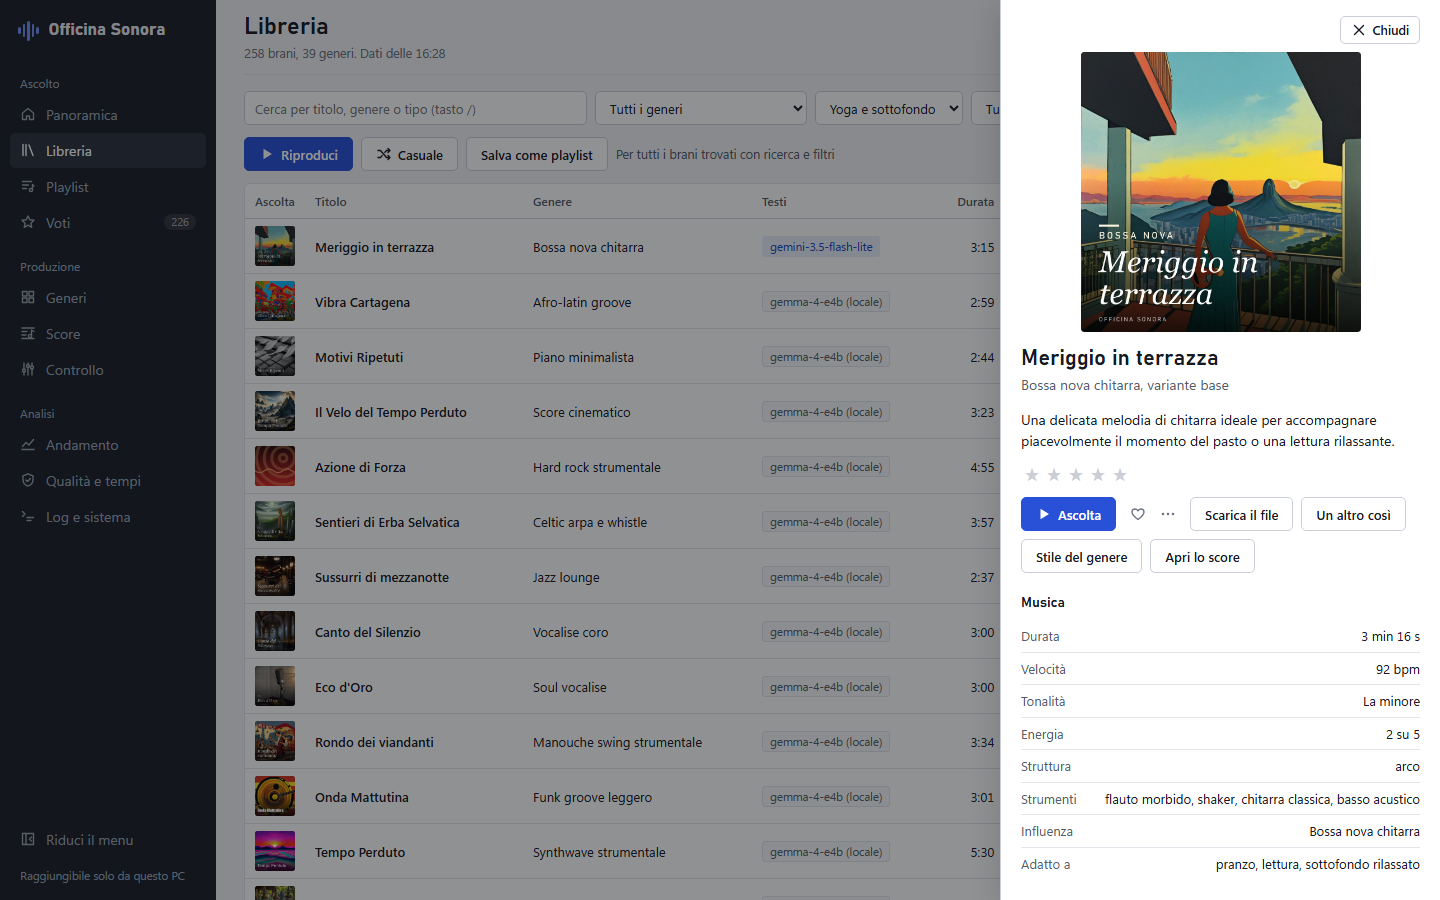 Officina Sonora
Ascolto
Panoramica
Libreria
Playlist
Voti
226
Produzione
Generi
Score
Controllo
Analisi
Andamento
Qualità e tempi
Log e sistema
Riduci il menu
Raggiungibile solo da questo PC
Libreria
258 brani, 39 generi. Dati delle 16:28
Cerca per titolo, genere o tipo (tasto /)
Tutti i generi
Yoga e sottofondo
Tu
Riproduci
Casuale
Salva come playlist
Per tutti i brani trovati con ricerca e filtri
Ascolta Titolo Genere Testi Durata
Meriggio in terrazza Bossa nova chitarra gemini-3.5-flash-lite 3:15
Vibra Cartagena Afro-latin groove gemma-4-e4b (locale) 2:59
Motivi Ripetuti Piano minimalista gemma-4-e4b (locale) 2:44
Il Velo del Tempo Perduto Score cinematico gemma-4-e4b (locale) 3:23
Azione di Forza Hard rock strumentale gemma-4-e4b (locale) 4:55
Sentieri di Erba Selvatica Celtic arpa e whistle gemma-4-e4b (locale) 3:57
Sussurri di mezzanotte Jazz lounge gemma-4-e4b (locale) 2:37
Canto del Silenzio Vocalise coro gemma-4-e4b (locale) 3:00
Eco d'Oro Soul vocalise gemma-4-e4b (locale) 3:00
Rondo dei viandanti Manouche swing strumentale gemma-4-e4b (locale) 3:34
Onda Mattutina Funk groove leggero gemma-4-e4b (locale) 3:01
Tempo Perduto Synthwave strumentale gemma-4-e4b (locale) 5:30
Chiudi
BOSSA NOVA
Meriggio in
terrazza
OFFICINA SONORA
Meriggio in terrazza
Bossa nova chitarra, variante base
Una delicata melodia di chitarra ideale per accompagnare
piacevolmente il momento del pasto o una lettura rilassante.
Ascolta
Scarica il file
Un altro così
Stile del genere
Apri lo score
Musica
Durata 3 min 16 s
Velocità 92 bpm
Tonalità La minore
Energia 2 su 5
Struttura arco
Strumenti flauto morbido, shaker, chitarra classica, basso acustico
Influenza Bossa nova chitarra
Adatto a pranzo, lettura, sottofondo rilassato